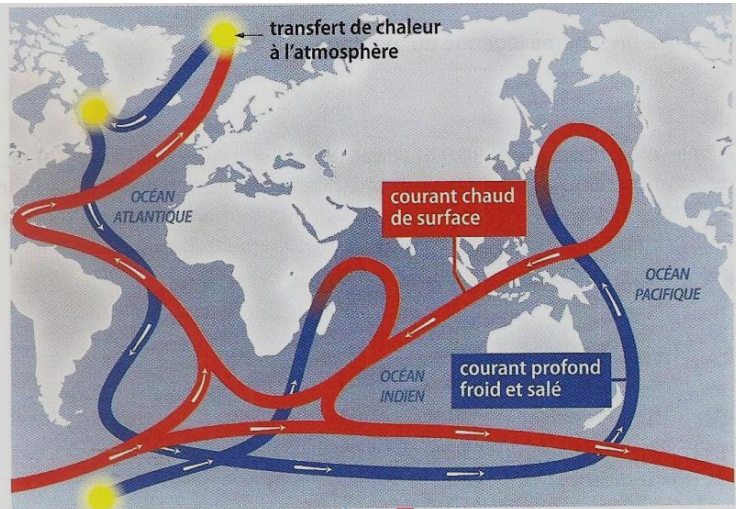 transfert de chaleur
à l'atmosphère
OCÉAN
ATLANTIQUE
courant chaud
de surface
OCÉAN
PACIFIQUE
courant profond
froid et salé
OCÉAN
INDIEN